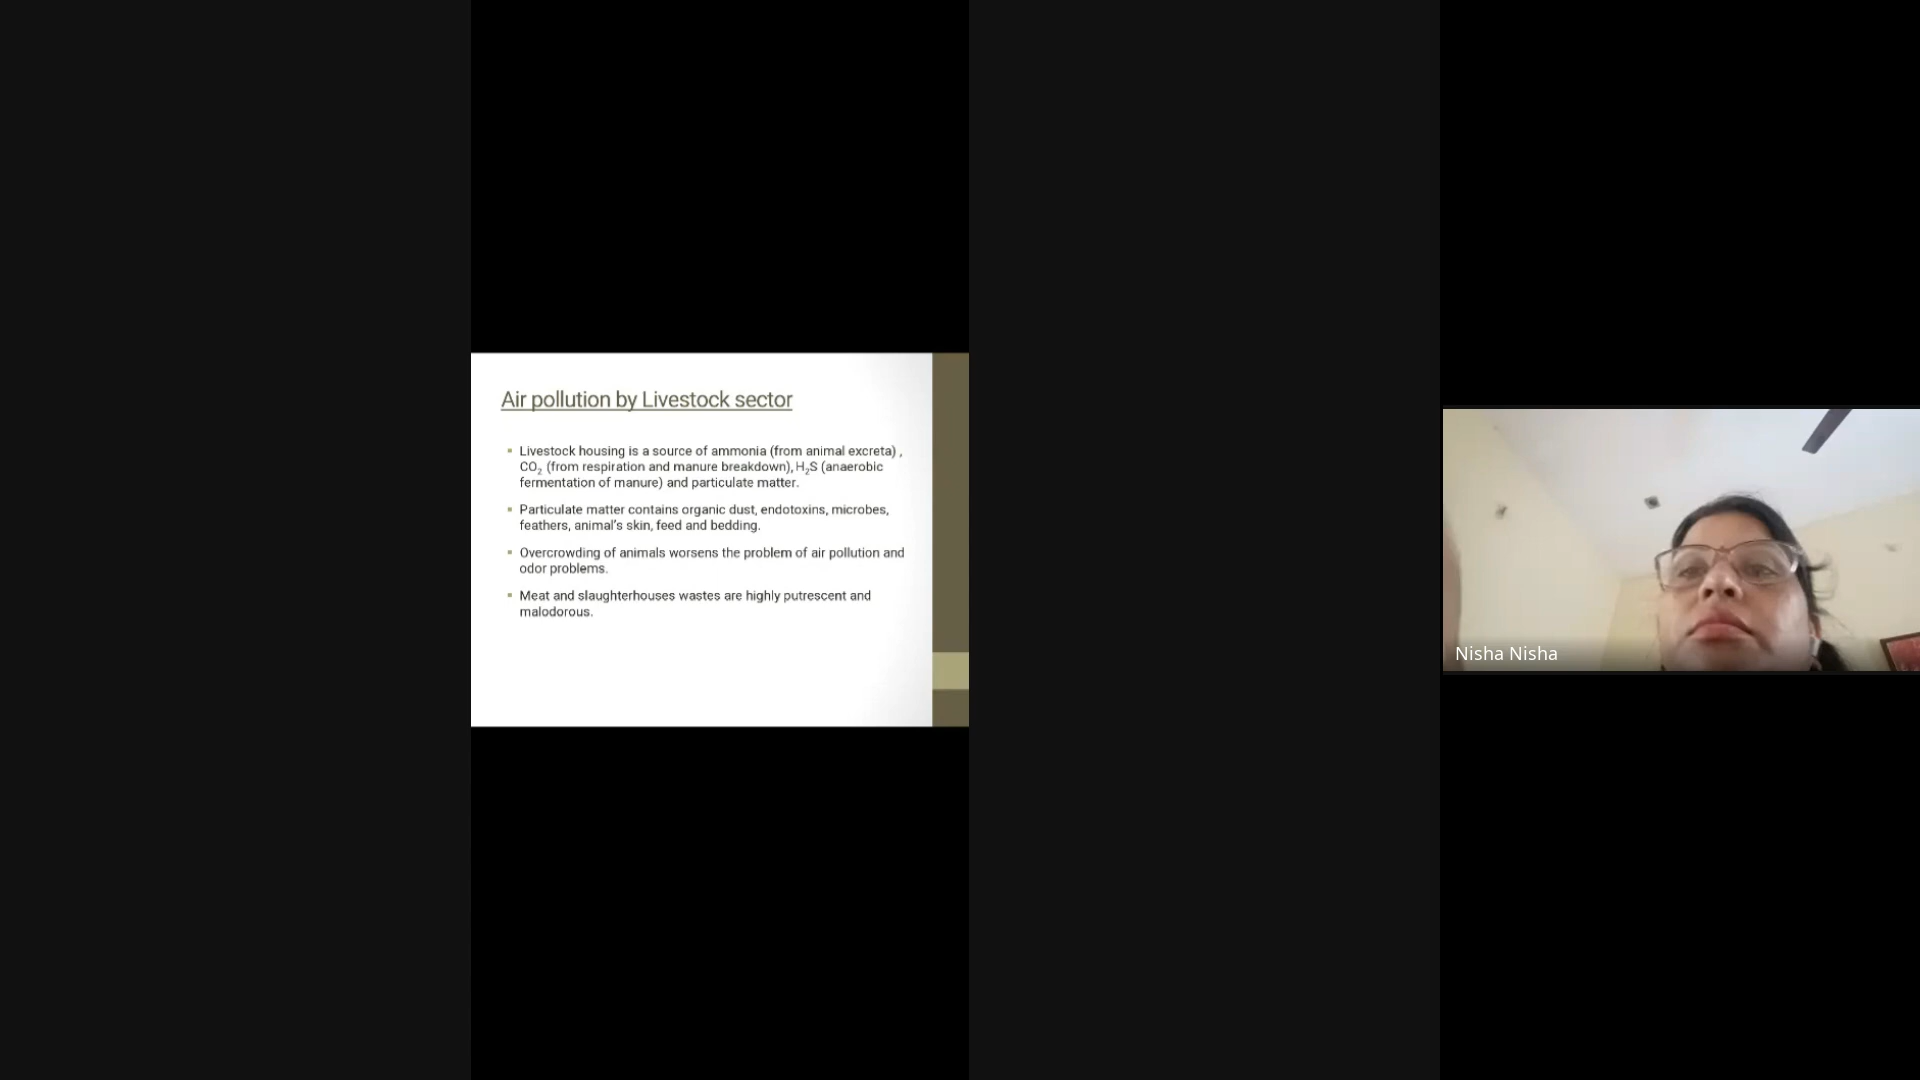 Air pollution by Livestock sector
▪ Livestock housing is a source of ammonia (from animal excreta) ,
CO₂ (from respiration and manure breakdown), H₂S (anaerobic
fermentation of manure) and particulate matter.
▪ Particulate matter contains organic dust, endotoxins, microbes,
feathers, animal's skin, feed and bedding.
▪ Overcrowding of animals worsens the problem of air pollution and
odor problems.
▪ Meat and slaughterhouses wastes are highly putrescent and
malodorous.
Nisha Nisha